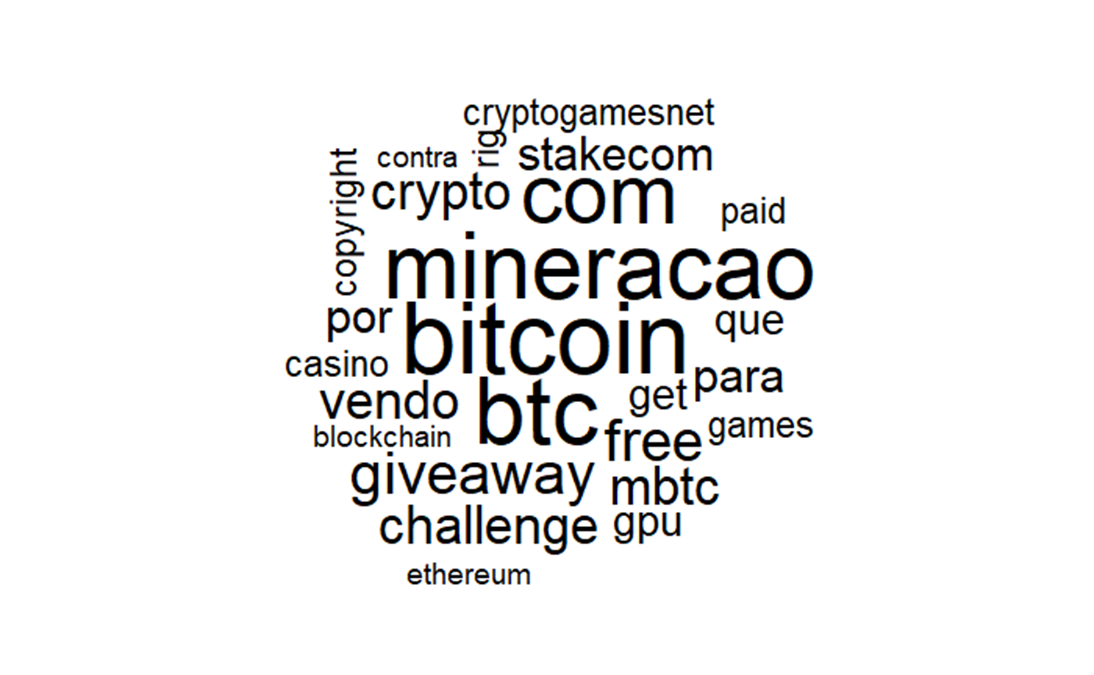 cryptogamesnet
rig
contra
stakecom
copyright
crypto
com
paid
mineracao
por
bitcoin
que
casino
para
vendo
btc
get
free
games
blockchain
giveaway
mbtc
challenge
gpu
ethereum